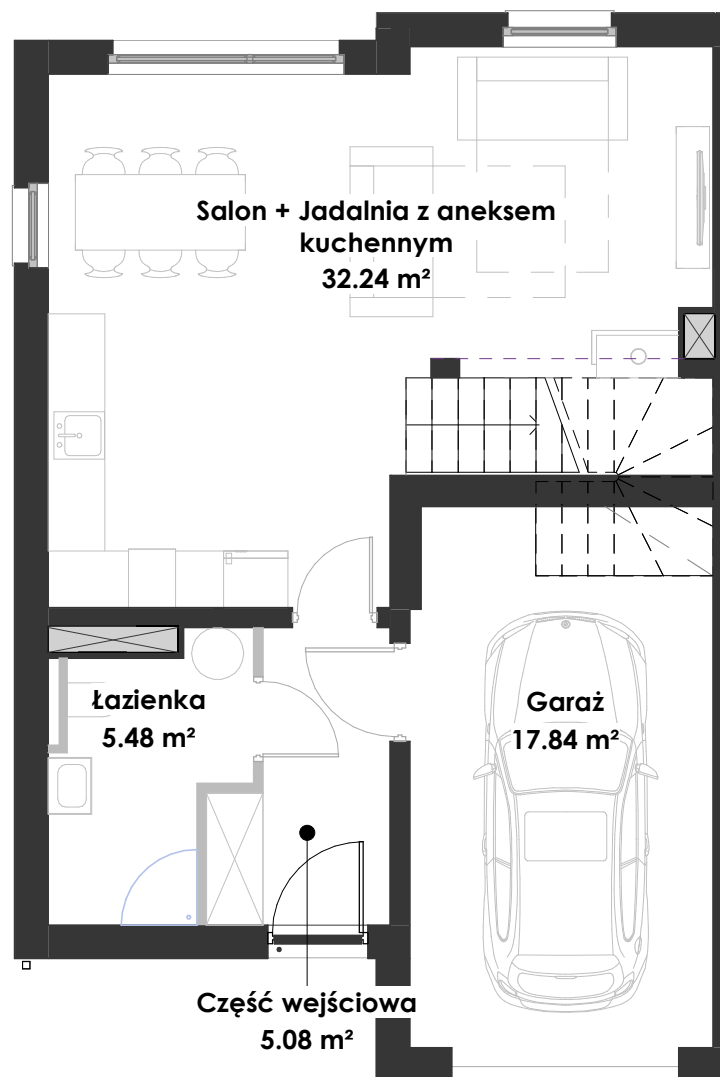 Salon + Jadalnia z aneksem
kuchennym
32.24 m²
Łazienka
5.48 m²
Garaż
17.84 m²
Część wejściowa
5.08 m²